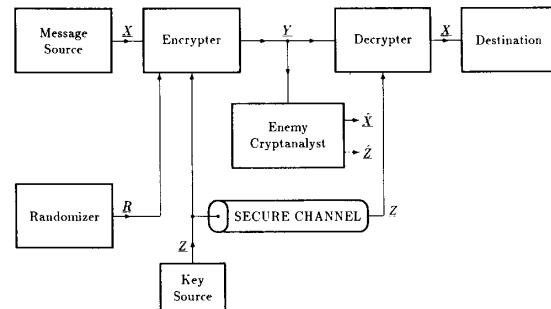 Message
Source
X
Encrypter
Y
Decrypter
X
Destination
Enemy
Cryptanalyst
X̂
Ẑ
Randomizer
R
SECURE CHANNEL
Z
Z
Key
Source